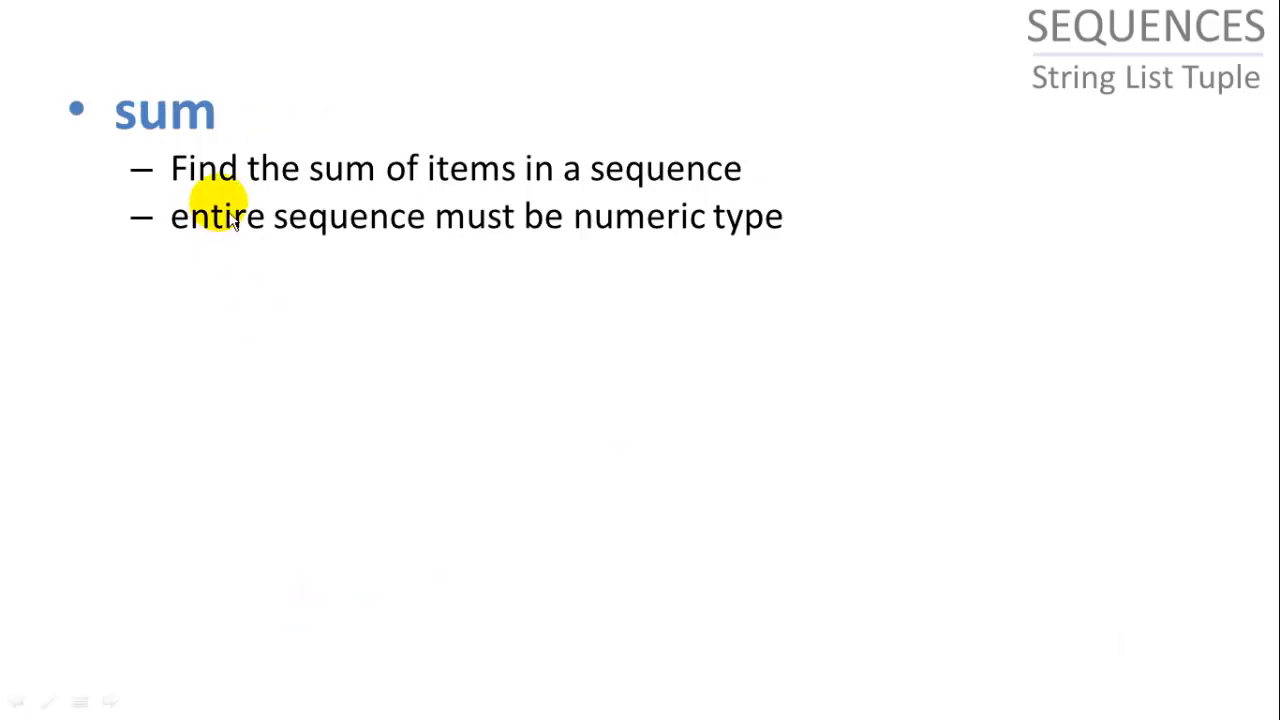 SEQUENCES
String List Tuple
• sum
– Find the sum of items in a sequence
– entire sequence must be numeric type